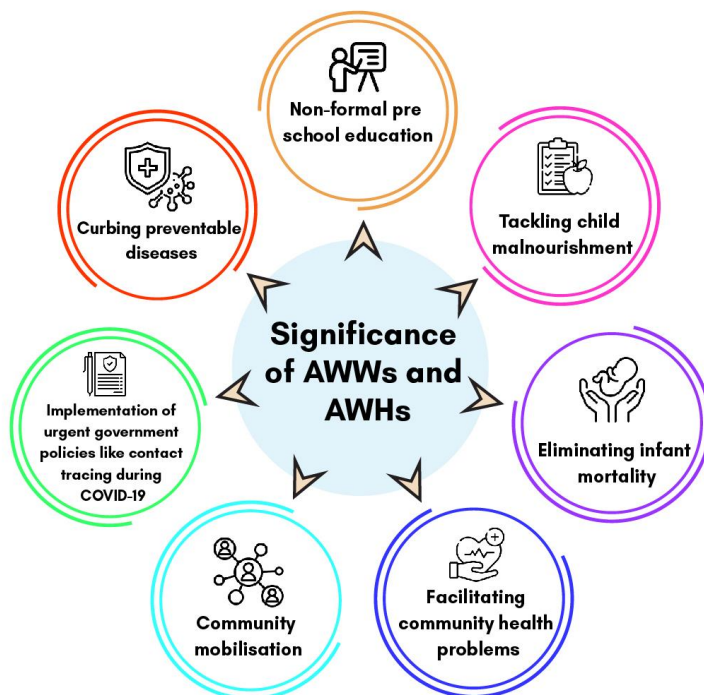 Significance
of AWWs and
AWHs
Non-formal pre
school education
Tackling child
malnourishment
Eliminating infant
mortality
Facilitating
community health
problems
Community
mobilisation
Implementation of
urgent government
policies like contact
tracing during
COVID-19
Curbing preventable
diseases